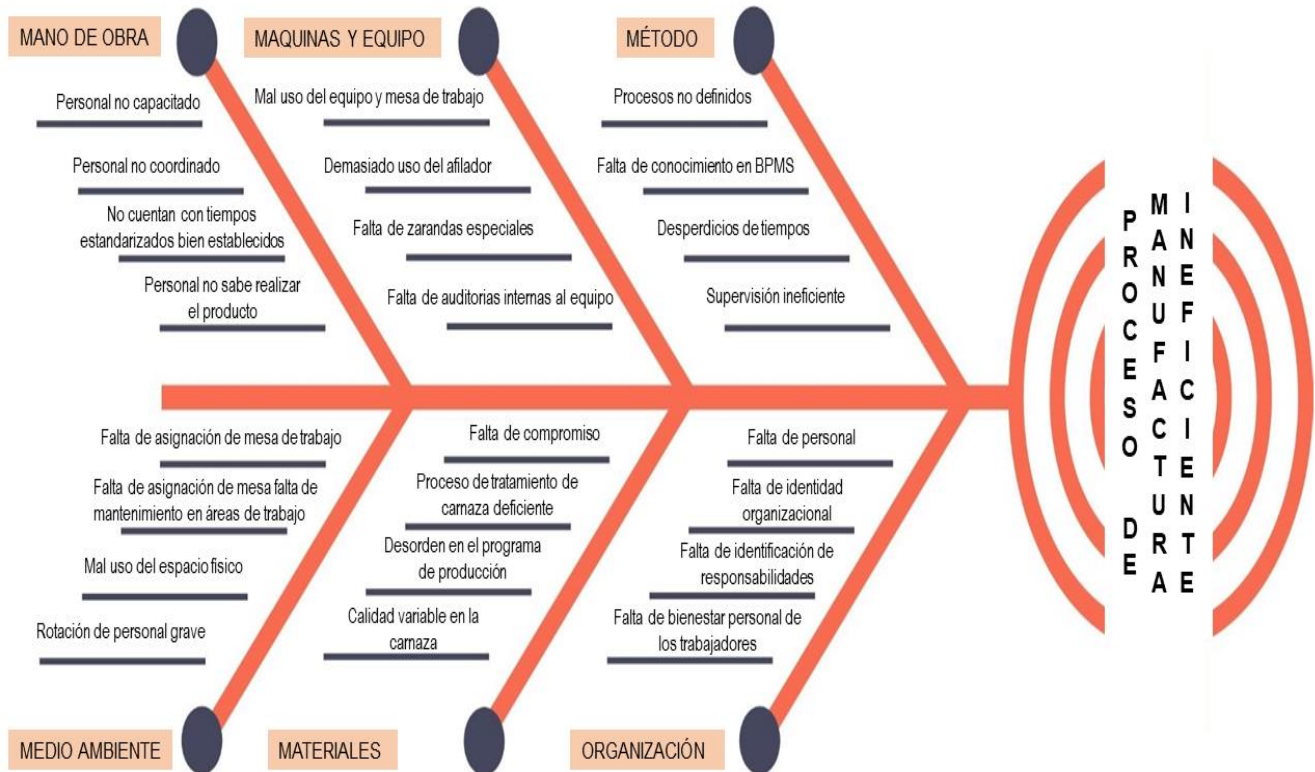 MANO DE OBRA
Personal no capacitado
Personal no coordinado
No cuentan con tiempos
estandarizados bien establecidos
Personal no sabe realizar
el producto
MAQUINAS Y EQUIPO
Mal uso del equipo y mesa de trabajo
Demasiado uso del afilador
Falta de zarandas especiales
Falta de auditorias internas al equipo
MÉTODO
Procesos no definidos
Falta de conocimiento en BPMS
Desperdicios de tiempos
Supervisión ineficiente
Falta de asignación de mesa de trabajo
Falta de asignación de mesa falta de
mantenimiento en áreas de trabajo
Mal uso del espacio físico
Rotación de personal grave
MEDIO AMBIENTE
Falta de compromiso
Proceso de tratamiento de
carnaza deficiente
Desorden en el programa
de producción
Calidad variable en la
carnaza
MATERIALES
Falta de personal
Falta de identidad
organizacional
Falta de identificación de
responsabilidades
Falta de bienestar personal de
los trabajadores
ORGANIZACIÓN
PROCESO DE
MANUFACTURA
INEFICIENTE